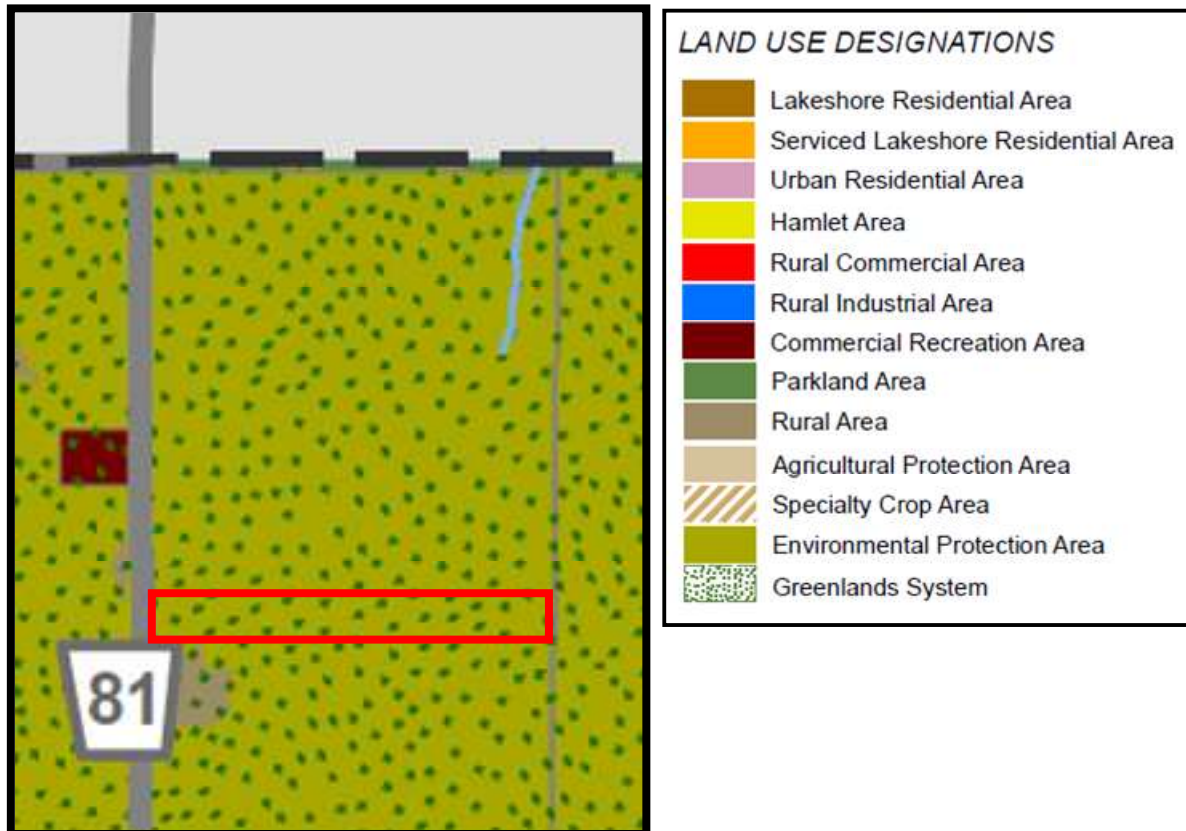 81
LAND USE DESIGNATIONS
Lakeshore Residential Area
Serviced Lakeshore Residential Area
Urban Residential Area
Hamlet Area
Rural Commercial Area
Rural Industrial Area
Commercial Recreation Area
Parkland Area
Rural Area
Agricultural Protection Area
Specialty Crop Area
Environmental Protection Area
Greenlands System